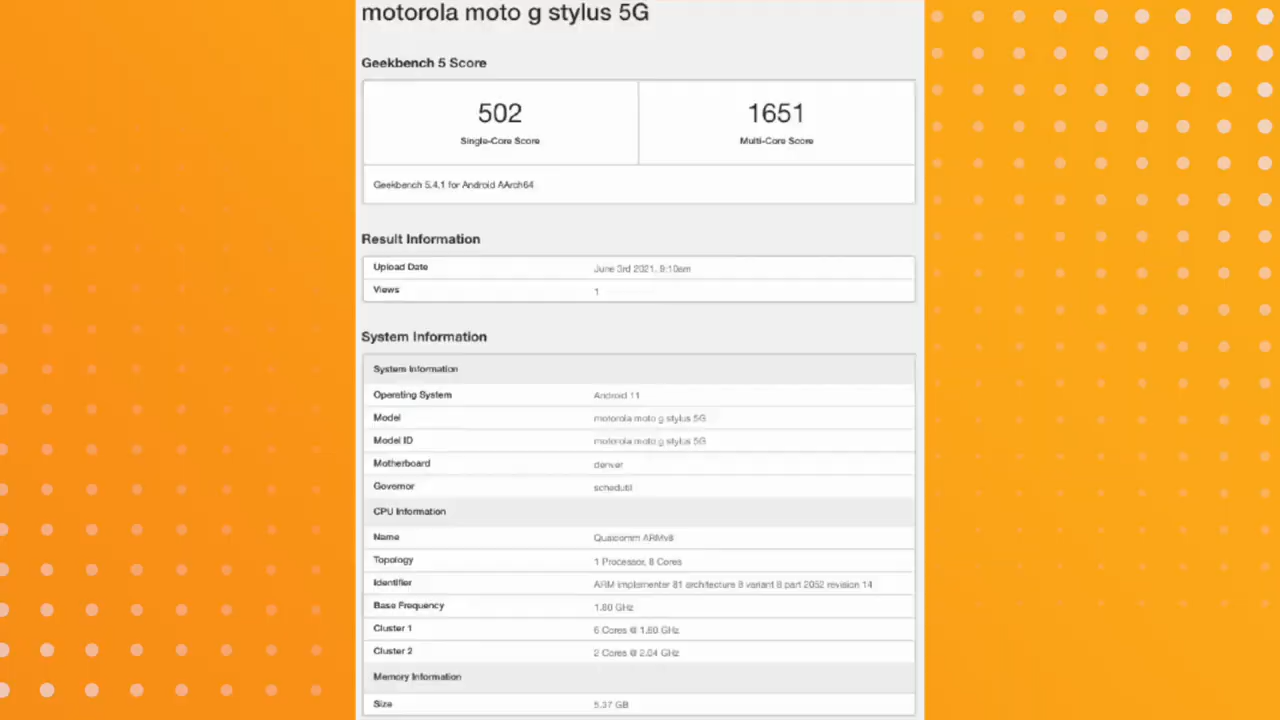 motorola moto g stylus 5G
Geekbench 5 Score
502
Single-Core Score
1651
Multi-Core Score
Geekbench 5.4.1 for Android AArch64
Result Information
Upload Date June 3rd 2021, 9:10am
Views 1
System Information
System Information
Operating System Android 11
Model motorola moto g stylus 5G
Model ID motorola moto g stylus 5G
Motherboard denver
Governor schedutil
CPU Information
Name Qualcomm ARMv8
Topology 1 Processor, 8 Cores
Identifier ARM implementer 81 architecture 8 variant 8 part 2052 revision 14
Base Frequency 1.80 GHz
Cluster 1 6 Cores @ 1.80 GHz
Cluster 2 2 Cores @ 2.04 GHz
Memory Information
Size 5.37 GB